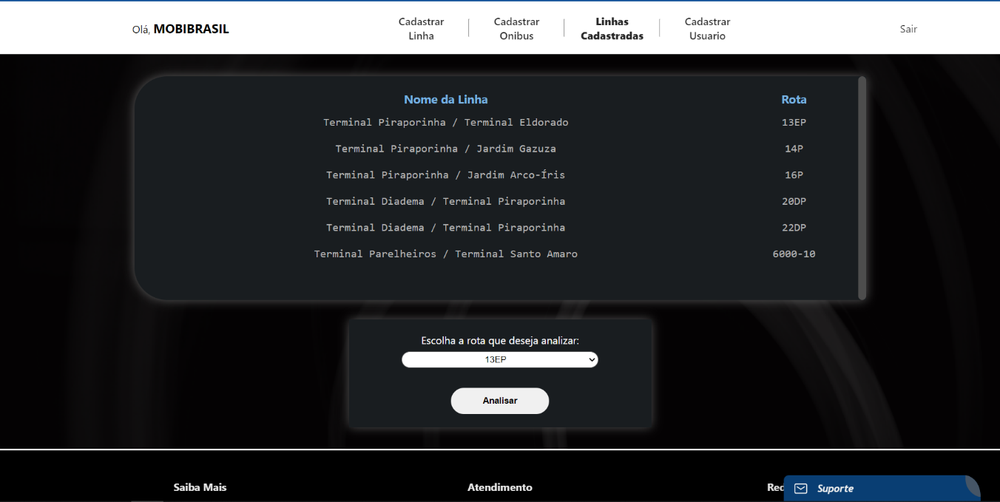 Olá, MOBIBRASIL
Cadastrar
Linha
Cadastrar
Onibus
Linhas
Cadastradas
Cadastrar
Usuario
Sair
Nome da Linha Rota
Terminal Piraporinha / Terminal Eldorado 13EP
Terminal Piraporinha / Jardim Gazuza 14P
Terminal Piraporinha / Jardim Arco-Íris 16P
Terminal Diadema / Terminal Piraporinha 20DP
Terminal Diadema / Terminal Piraporinha 22DP
Terminal Parelheiros / Terminal Santo Amaro 6000-10
Escolha a rota que deseja analizar:
13EP
Analisar
Saiba Mais Atendimento
Suporte